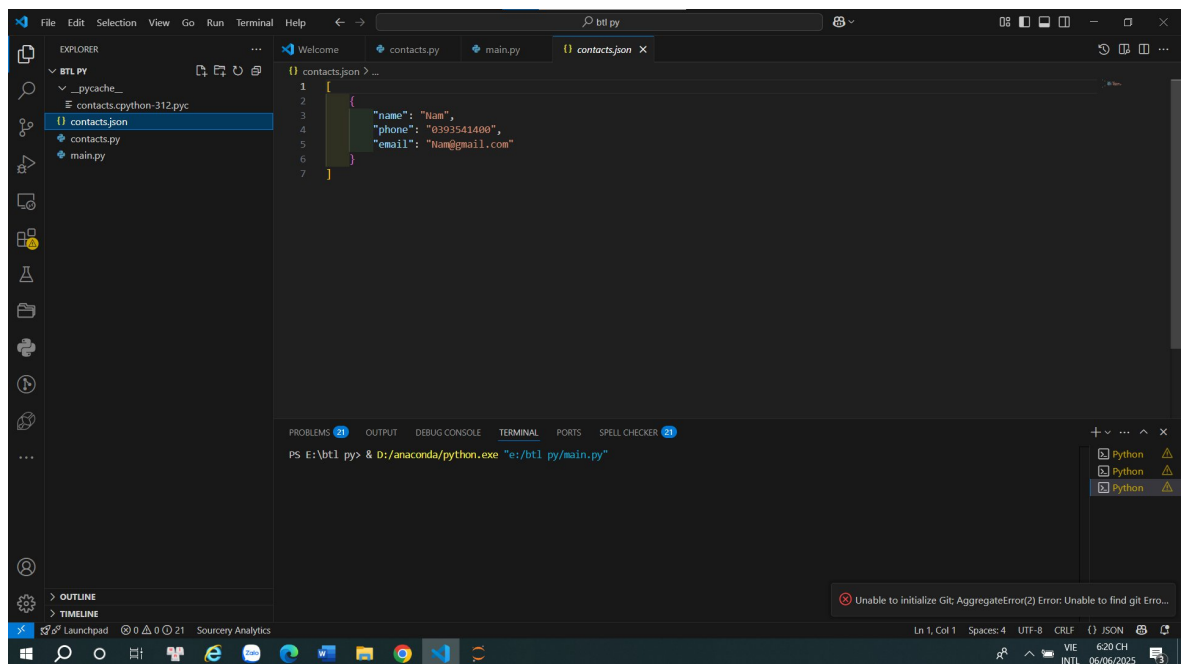 File Edit Selection View Go Run Terminal Help
btl py
EXPLORER
BTL PY
__pycache__
contacts.cpython-312.pyc
contacts.json
contacts.py
main.py
Welcome
contacts.py
main.py
{} contacts.json
{} contacts.json > ...
1 [
2 {
3 "name": "Nam",
4 "phone": "0393541400",
5 "email": "Nam@gmail.com"
6 }
7 ]
PROBLEMS 21 OUTPUT DEBUG CONSOLE TERMINAL PORTS SPELL CHECKER 21
PS E:\btl py> & D:/anaconda/python.exe "e:/btl py/main.py"
Python
Python
Python
OUTLINE
TIMELINE
Unable to initialize Git; AggregateError(2) Error: Unable to find git Erro...
Launchpad 0 0 21 Sourcery Analytics
Ln 1, Col 1 Spaces: 4 UTF-8 CRLF {} JSON
Zalo
VIE
INTL
6:20 CH
06/06/2025
3